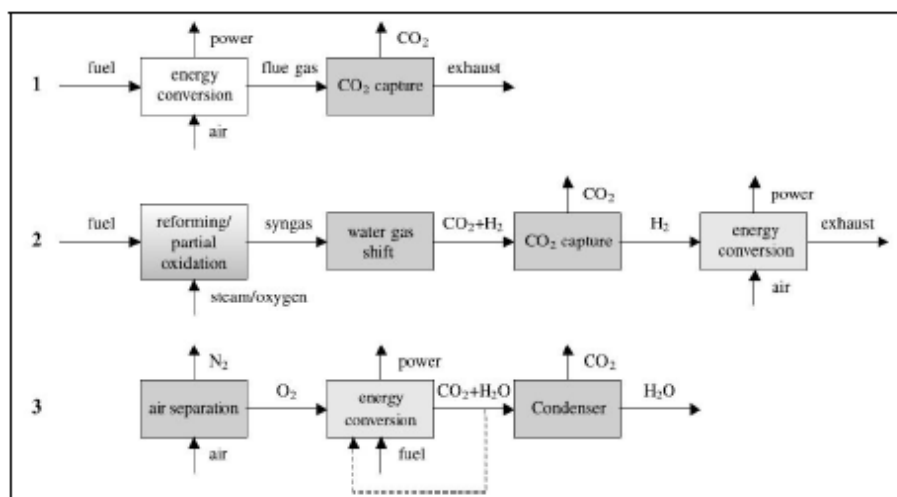 power
CO₂
fuel
flue gas
exhaust
1
energy
conversion
CO₂ capture
air
CO₂
power
fuel
syngas
CO₂+H₂
H₂
exhaust
2
reforming/
partial
oxidation
water gas
shift
CO₂ capture
energy
conversion
steam/oxygen
air
N₂
power
CO₂
O₂
CO₂+H₂O
H₂O
3
air separation
energy
conversion
Condenser
air
fuel